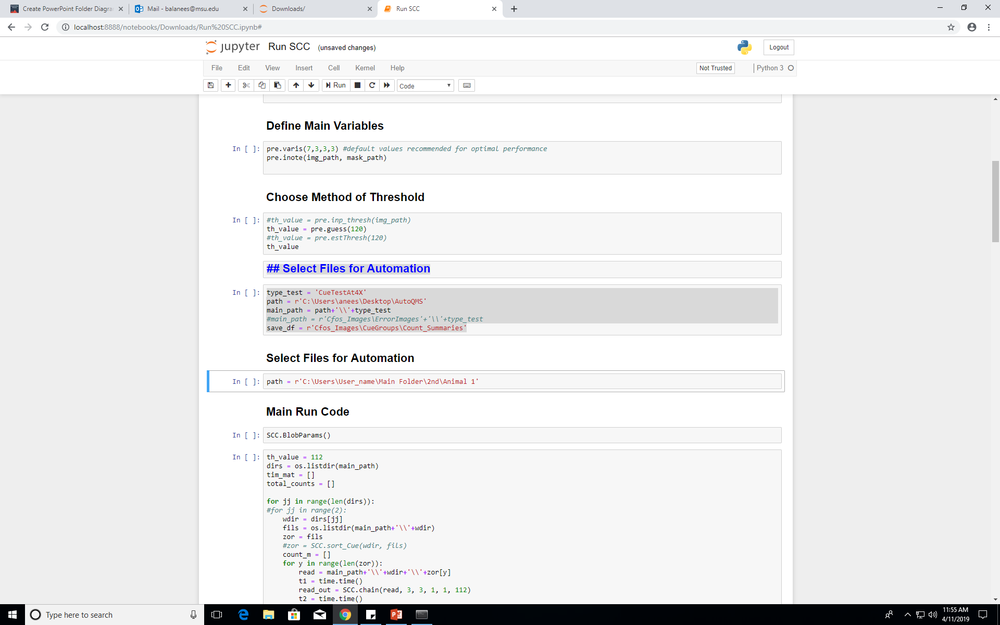 Create PowerPoint Folder Diagra
Mail - balanees@msu.edu
Downloads/
Run SCC
localhost:8888/notebooks/Downloads/Run%20SCC.ipynb#
jupyter Run SCC (unsaved changes)
Logout
File Edit View Insert Cell Kernel Help
Not Trusted
Python 3
Run
Code
Define Main Variables
In [ ]: pre.varis(7,3,3,3) #default values recommended for optimal performance
pre.inote(img_path, mask_path)
Choose Method of Threshold
In [ ]: #th_value = pre.inp_thresh(img_path)
th_value = pre.guess(120)
#th_value = pre.estThresh(120)
th_value
## Select Files for Automation
In [ ]: type_test = 'CueTestAt4X'
path = r'C:\Users\anees\Desktop\AutoQMS'
main_path = path+'\\'+type_test
#main_path = r'Cfos_Images\ErrorImages'+'\\'+type_test
save_df = r'Cfos_Images\CueGroups\Count_Summaries'
Select Files for Automation
In [ ]: path = r'C:\Users\User_name\Main Folder\2nd\Animal 1'
Main Run Code
In [ ]: SCC.BlobParams()
In [ ]: th_value = 112
dirs = os.listdir(main_path)
tim_mat = []
total_counts = []
for jj in range(len(dirs)):
#for jj in range(2):
wdir = dirs[jj]
fils = os.listdir(main_path+'\\'+wdir)
zor = fils
#zor = SCC.sort_Cue(wdir, fils)
count_m = []
for y in range(len(zor)):
read = main_path+'\\'+wdir+'\\'+zor[y]
t1 = time.time()
read_out = SCC.chain(read, 3, 3, 1, 1, 112)
t2 = time.time()
Type here to search
11:55 AM
4/11/2019